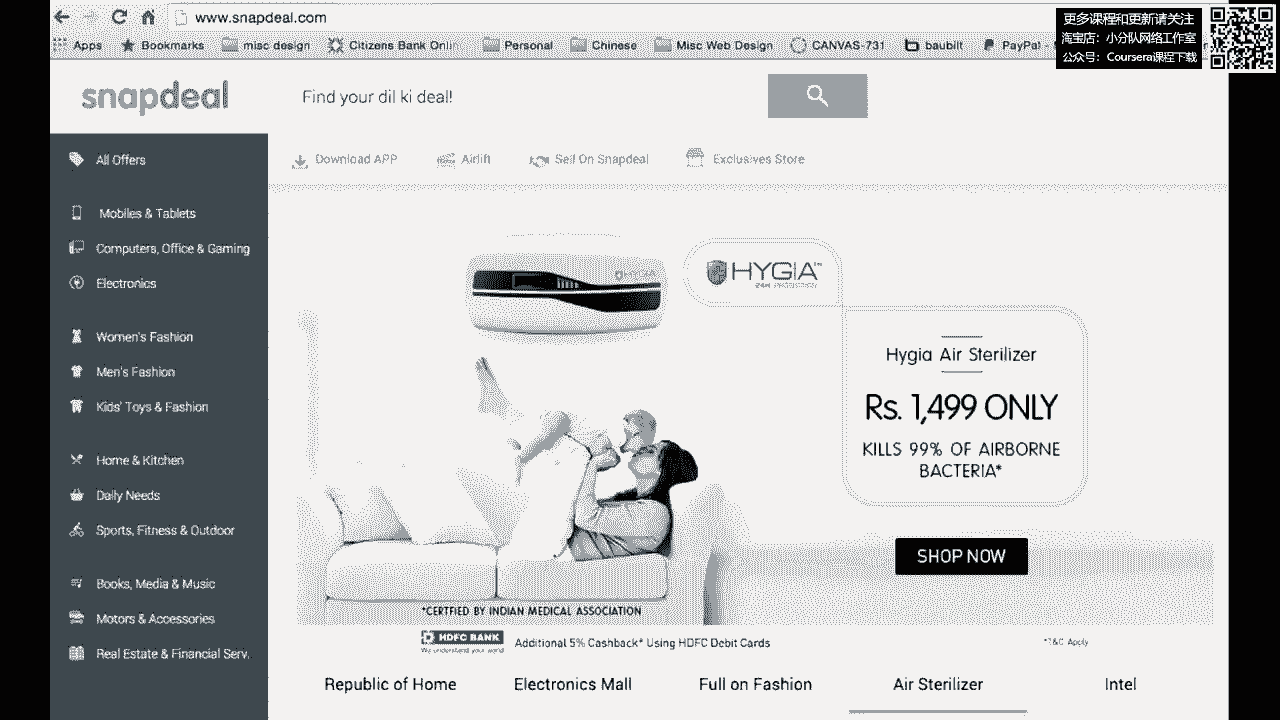 www.snapdeal.com
Apps
Bookmarks
misc design
Citizens Bank Onlin
Personal
Chinese
Misc Web Design
CANVAS-731
baubilt
PayPal -
更多课程和更新请关注
淘宝店：小分队网络工作室
公众号：Coursera课程下载
snapdeal
Find your dil ki deal!
Download APP
Airlift
Sell On Snapdeal
Exclusives Store
All Offers
Mobiles & Tablets
Computers, Office & Gaming
Electronics
Women's Fashion
Men's Fashion
Kids' Toys & Fashion
Home & Kitchen
Daily Needs
Sports, Fitness & Outdoor
Books, Media & Music
Motors & Accessories
Real Estate & Financial Serv.
HYGIA™
Hygia Air Sterilizer
Rs. 1,499 ONLY
KILLS 99% OF AIRBORNE
BACTERIA*
SHOP NOW
*CERTFIED BY INDIAN MEDICAL ASSOCIATION
HDFC BANK
We understand your world
Additional 5% Cashback* Using HDFC Debit Cards
*T&C Apply
Republic of Home
Electronics Mall
Full on Fashion
Air Sterilizer
Intel